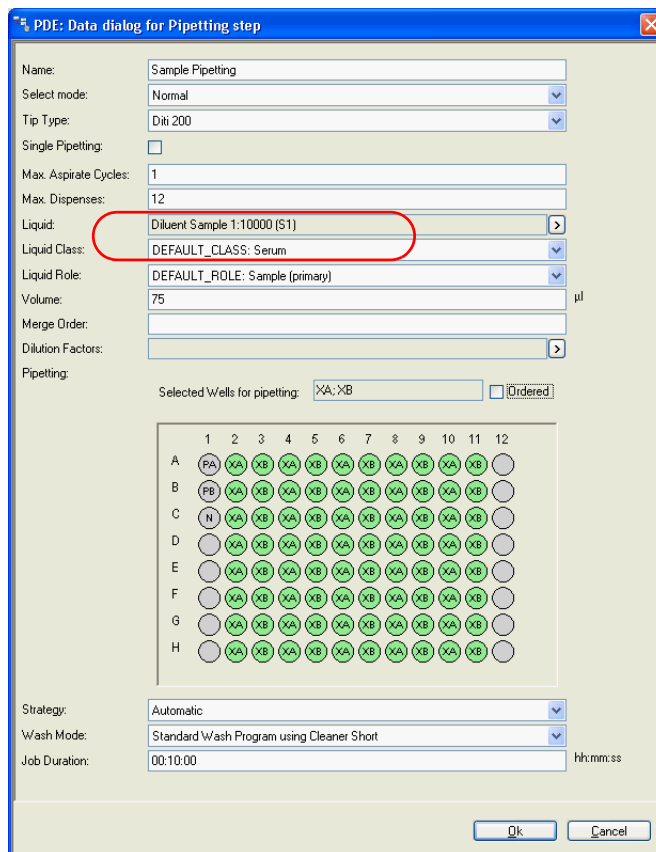 PDE: Data dialog for Pipetting step
Name: Sample Pipetting
Select mode: Normal
Tip Type: Diti 200
Single Pipetting:
Max. Aspirate Cycles: 1
Max. Dispenses: 12
Liquid: Diluent Sample 1:10000 (S1) >
Liquid Class: DEFAULT_CLASS: Serum
Liquid Role: DEFAULT_ROLE: Sample (primary)
Volume: 75 µl
Merge Order:
Dilution Factors: >
Pipetting:
Selected Wells for pipetting: XA; XB Ordered
1 2 3 4 5 6 7 8 9 10 11 12
A PA XA XB XA XB XA XB XA XB XA XB
B PB XA XB XA XB XA XB XA XB XA XB
C N XA XB XA XB XA XB XA XB XA XB
D XA XB XA XB XA XB XA XB XA XB
E XA XB XA XB XA XB XA XB XA XB
F XA XB XA XB XA XB XA XB XA XB
G XA XB XA XB XA XB XA XB XA XB
H XA XB XA XB XA XB XA XB XA XB
Strategy: Automatic
Wash Mode: Standard Wash Program using Cleaner Short
Job Duration: 00:10:00 hh:mm:ss
Ok Cancel